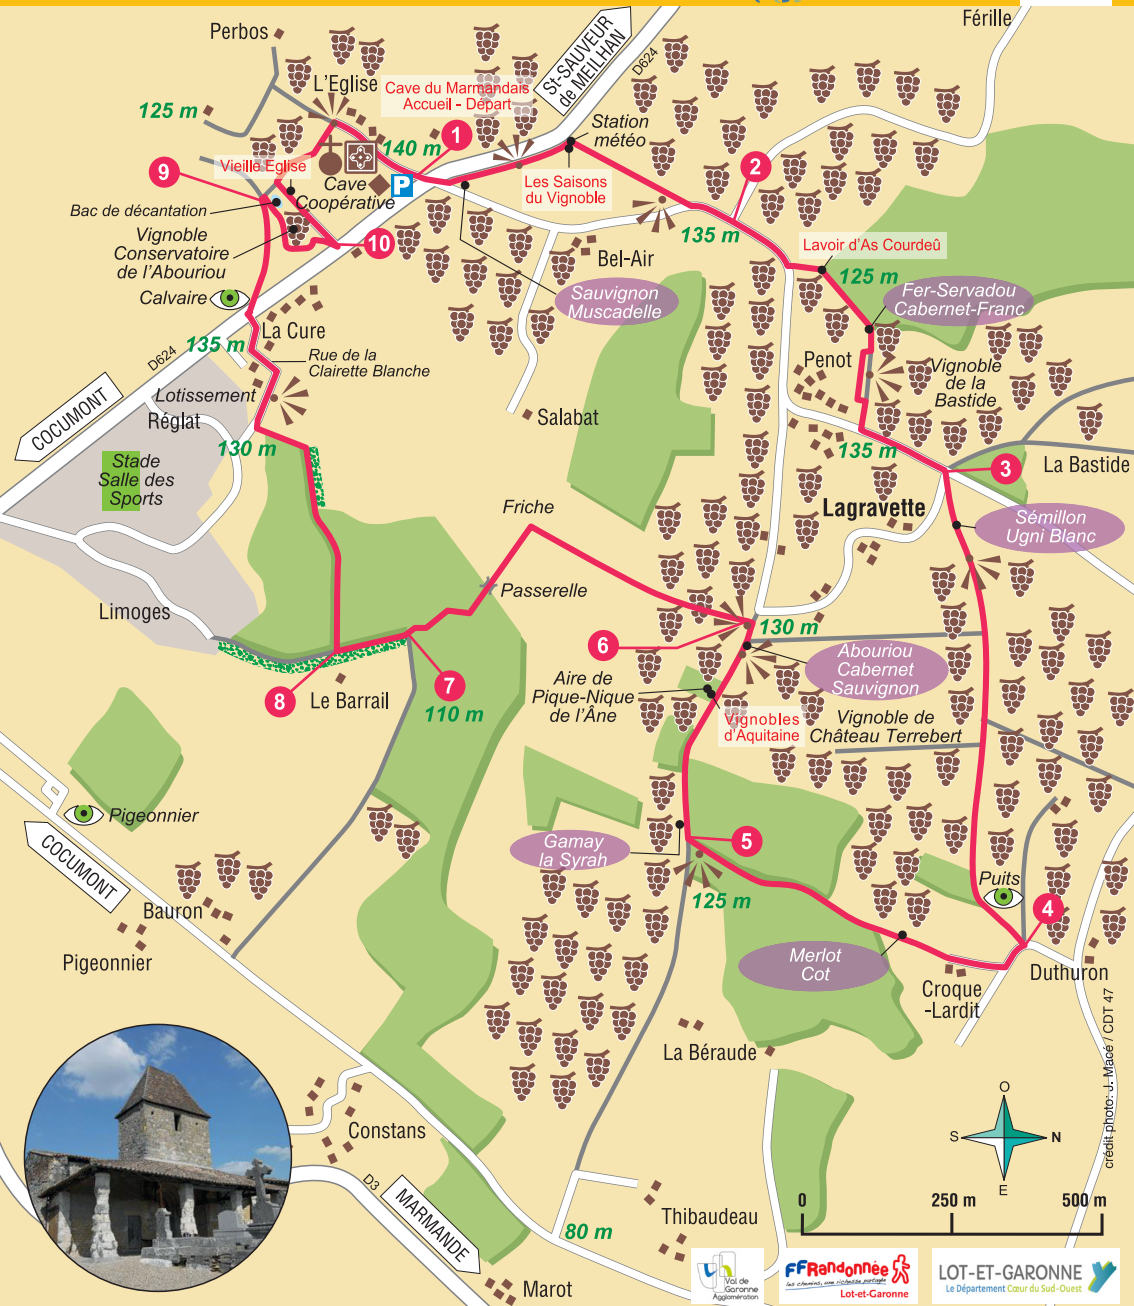 Férille
Perbos
St-SAUVEUR
de MEILHAN
D624
L'Eglise
Cave du Marmandais
Accueil - Départ
125 m
Station
météo
1
140 m
2
9
Vieille Eglise
P
Les Saisons
du Vignoble
Cave
Coopérative
Bac de décantation
135 m
Vignoble
Conservatoire
de l'Abouriou
10
Lavoir d'As Courdeû
Bel-Air
125 m
Calvaire
Sauvignon
Muscadelle
Fer-Servadou
Cabernet-Franc
La Cure
135 m
D624
Rue de la
Clairette Blanche
Penot
Vignoble
de la
Bastide
Lotissement
COCUMONT
Réglat
Salabat
130 m
135 m
Stade
Salle des
Sports
3
La Bastide
Friche
Lagravette
Sémillon
Ugni Blanc
Passerelle
Limoges
130 m
6
Abouriou
Cabernet
Sauvignon
7
Aire de
Pique-Nique
de l'Âne
8
Le Barrail
110 m
Vignobles
d'Aquitaine
Vignoble de
Château Terrebert
Pigeonnier
COCUMONT
Gamay
la Syrah
5
Puits
125 m
4
Bauron
Merlot
Cot
Pigeonnier
Duthuron
Croque
-Lardit
La Béraude
crédit photo: J. Macé / CDT 47
O
S
N
E
Constans
D3
MARMANDE
0
250 m
500 m
Thibaudeau
80 m
Marot
Val de
Garonne
Agglomération
FFRandonnée
les chemins, une richesse partagée
Lot-et-Garonne
LOT-ET-GARONNE
Le Département Cœur du Sud-Ouest